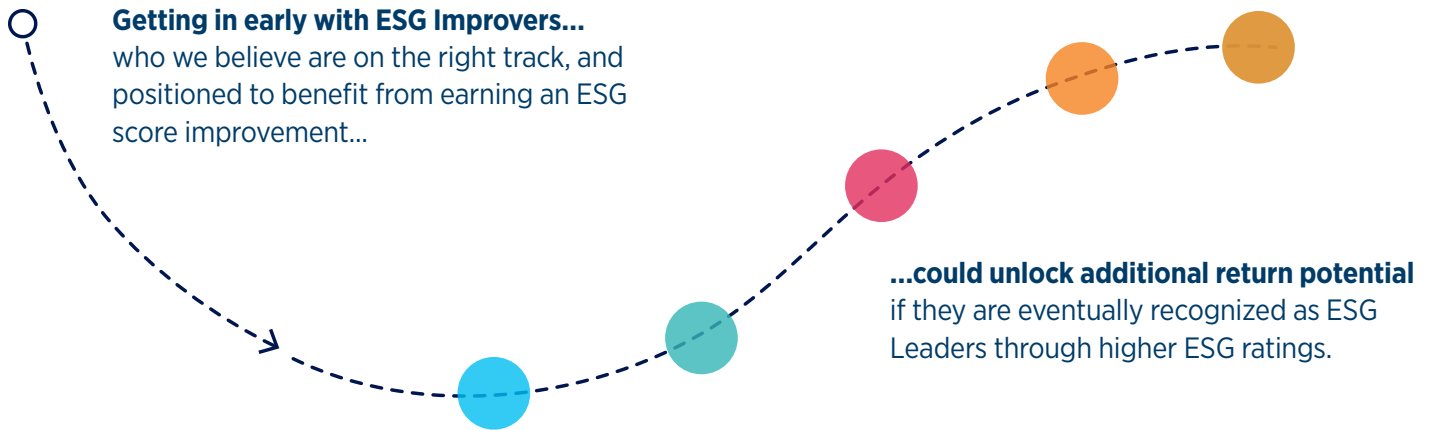 Getting in early with ESG Improvers...
who we believe are on the right track, and
positioned to benefit from earning an ESG
score improvement...
...could unlock additional return potential
if they are eventually recognized as ESG
Leaders through higher ESG ratings.